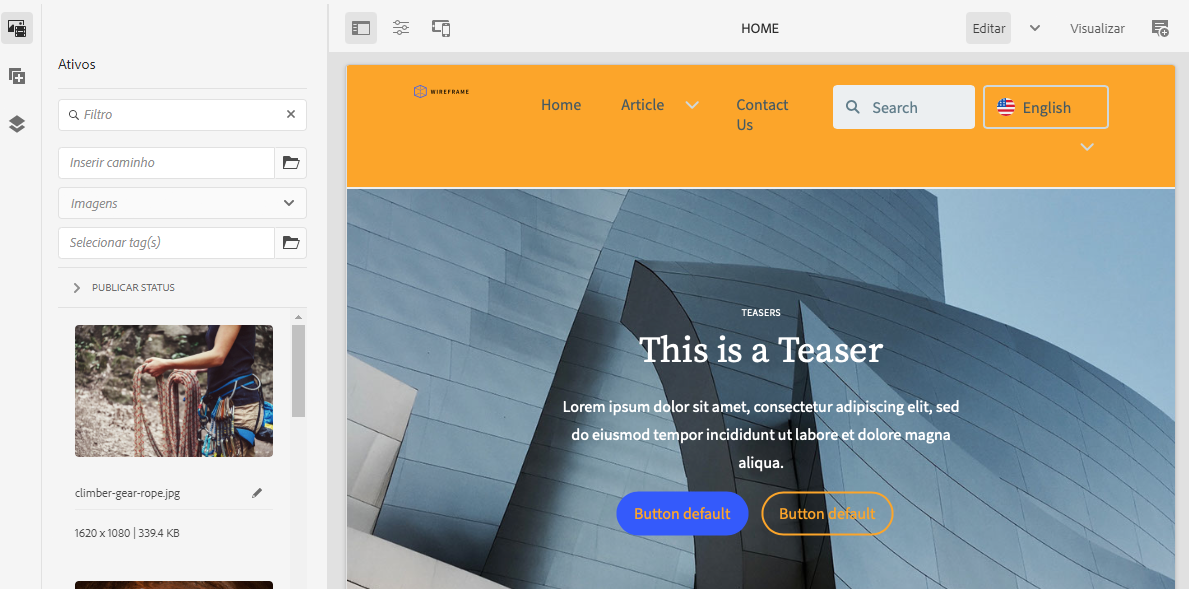 HOME
Editar
Visualizar
Ativos
Filtro
Inserir caminho
Imagens
Selecionar tag(s)
PUBLICAR STATUS
climber-gear-rope.jpg
1620 x 1080 | 339.4 KB
WIREFRAME
Home
Article
Contact
Us
Search
English
TEASERS
This is a Teaser
Lorem ipsum dolor sit amet, consectetur adipiscing elit, sed
do eiusmod tempor incididunt ut labore et dolore magna
aliqua.
Button default
Button default